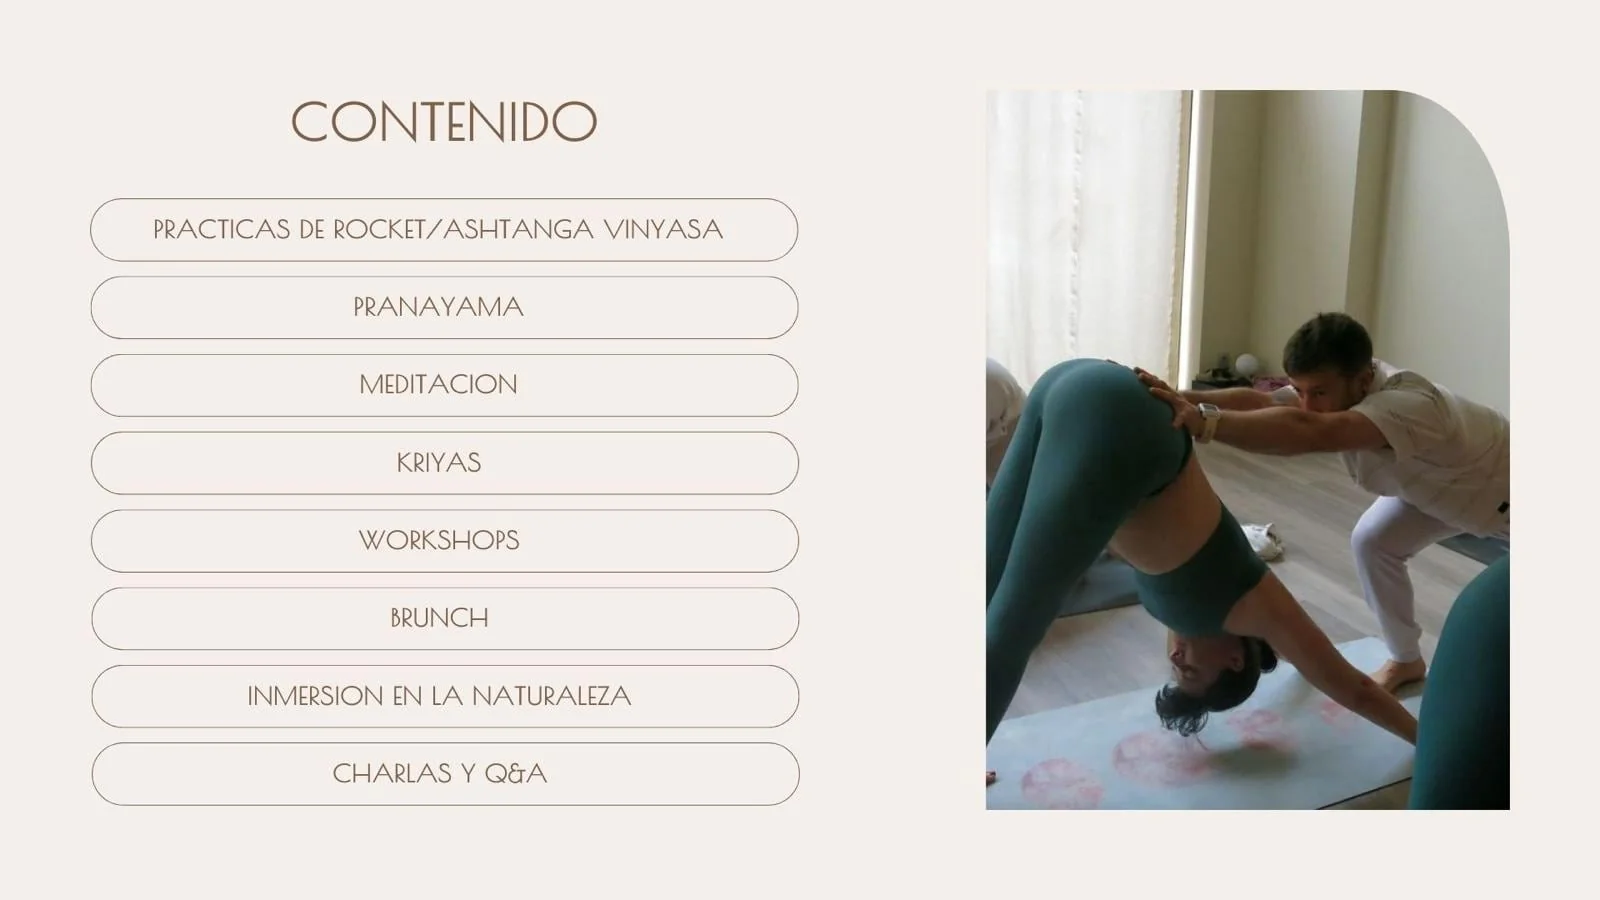 CONTENIDO
PRACTICAS DE ROCKET/ASHTANGA VINYASA
PRANAYAMA
MEDITACION
KRIYAS
WORKSHOPS
BRUNCH
INMERSION EN LA NATURALEZA
CHARLAS Y Q&A